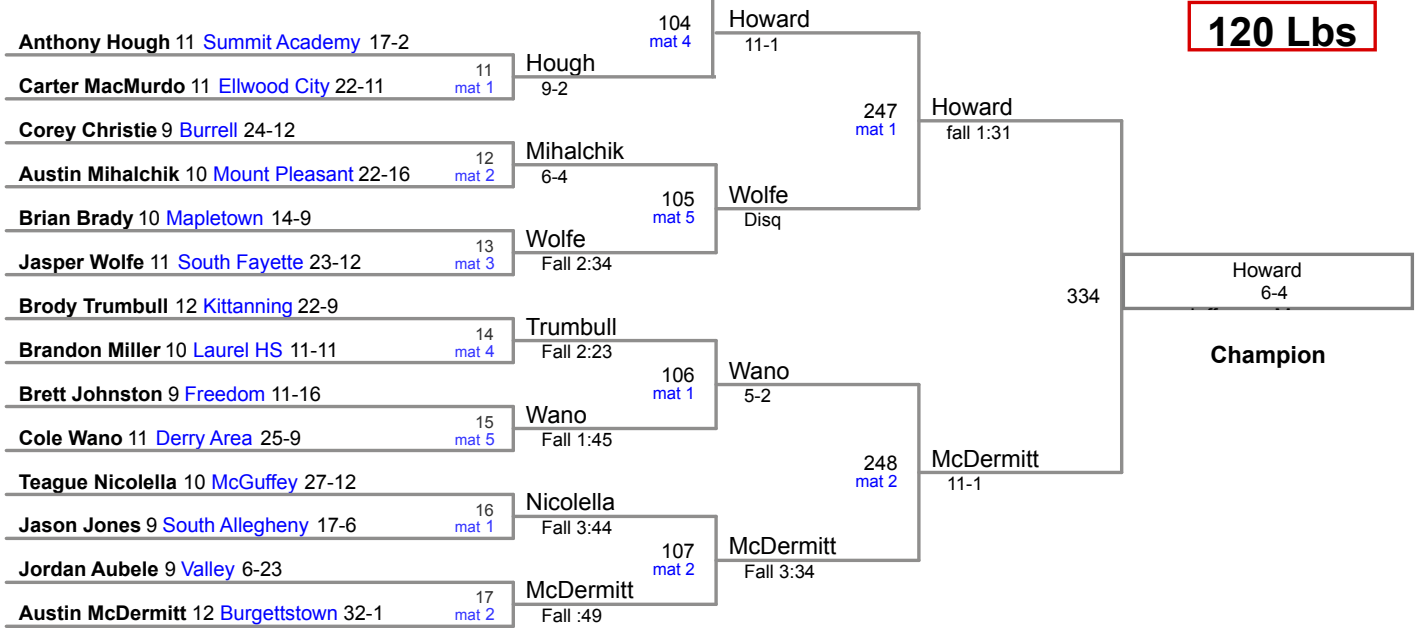 120 Lbs
Anthony Hough 11 Summit Academy 17-2
Carter MacMurdo 11 Ellwood City 22-11
Corey Christie 9 Burrell 24-12
Austin Mihalchik 10 Mount Pleasant 22-16
Brian Brady 10 Mapletown 14-9
Jasper Wolfe 11 South Fayette 23-12
Brody Trumbull 12 Kittanning 22-9
Brandon Miller 10 Laurel HS 11-11
Brett Johnston 9 Freedom 11-16
Cole Wano 11 Derry Area 25-9
Teague Nicolella 10 McGuffey 27-12
Jason Jones 9 South Allegheny 17-6
Jordan Aubele 9 Valley 6-23
Austin McDermitt 12 Burgettstown 32-1
11
mat 1
12
mat 2
13
mat 3
14
mat 4
15
mat 5
16
mat 1
17
mat 2
Hough
9-2
Mihalchik
6-4
Wolfe
Fall 2:34
Trumbull
Fall 2:23
Wano
Fall 1:45
Nicolella
Fall 3:44
McDermitt
Fall :49
104
mat 4
105
mat 5
106
mat 1
107
mat 2
Howard
11-1
Wolfe
Disq
Wano
5-2
McDermitt
Fall 3:34
247
mat 1
248
mat 2
Howard
fall 1:31
McDermitt
11-1
334
Howard
6-4
Champion